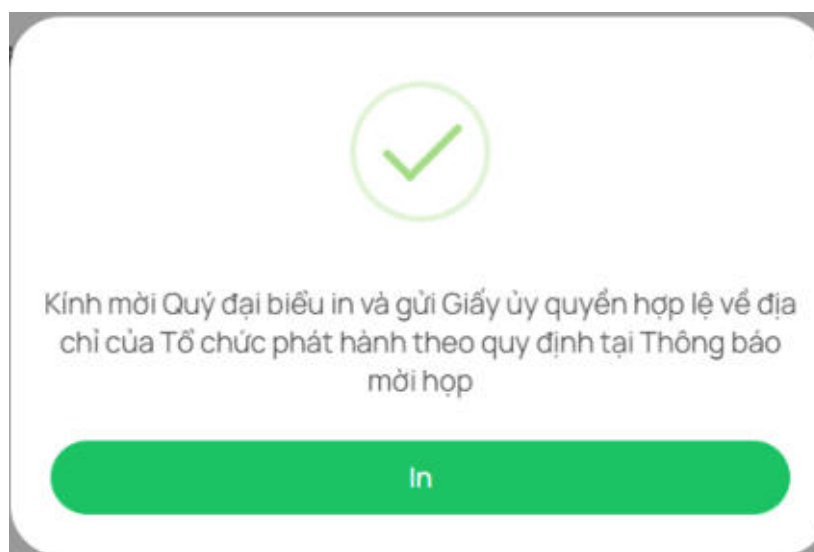 Kính mời Quý đại biểu in và gửi Giấy ủy quyền hợp lệ về địa
chỉ của Tổ chức phát hành theo quy định tại Thông báo
mời họp
In